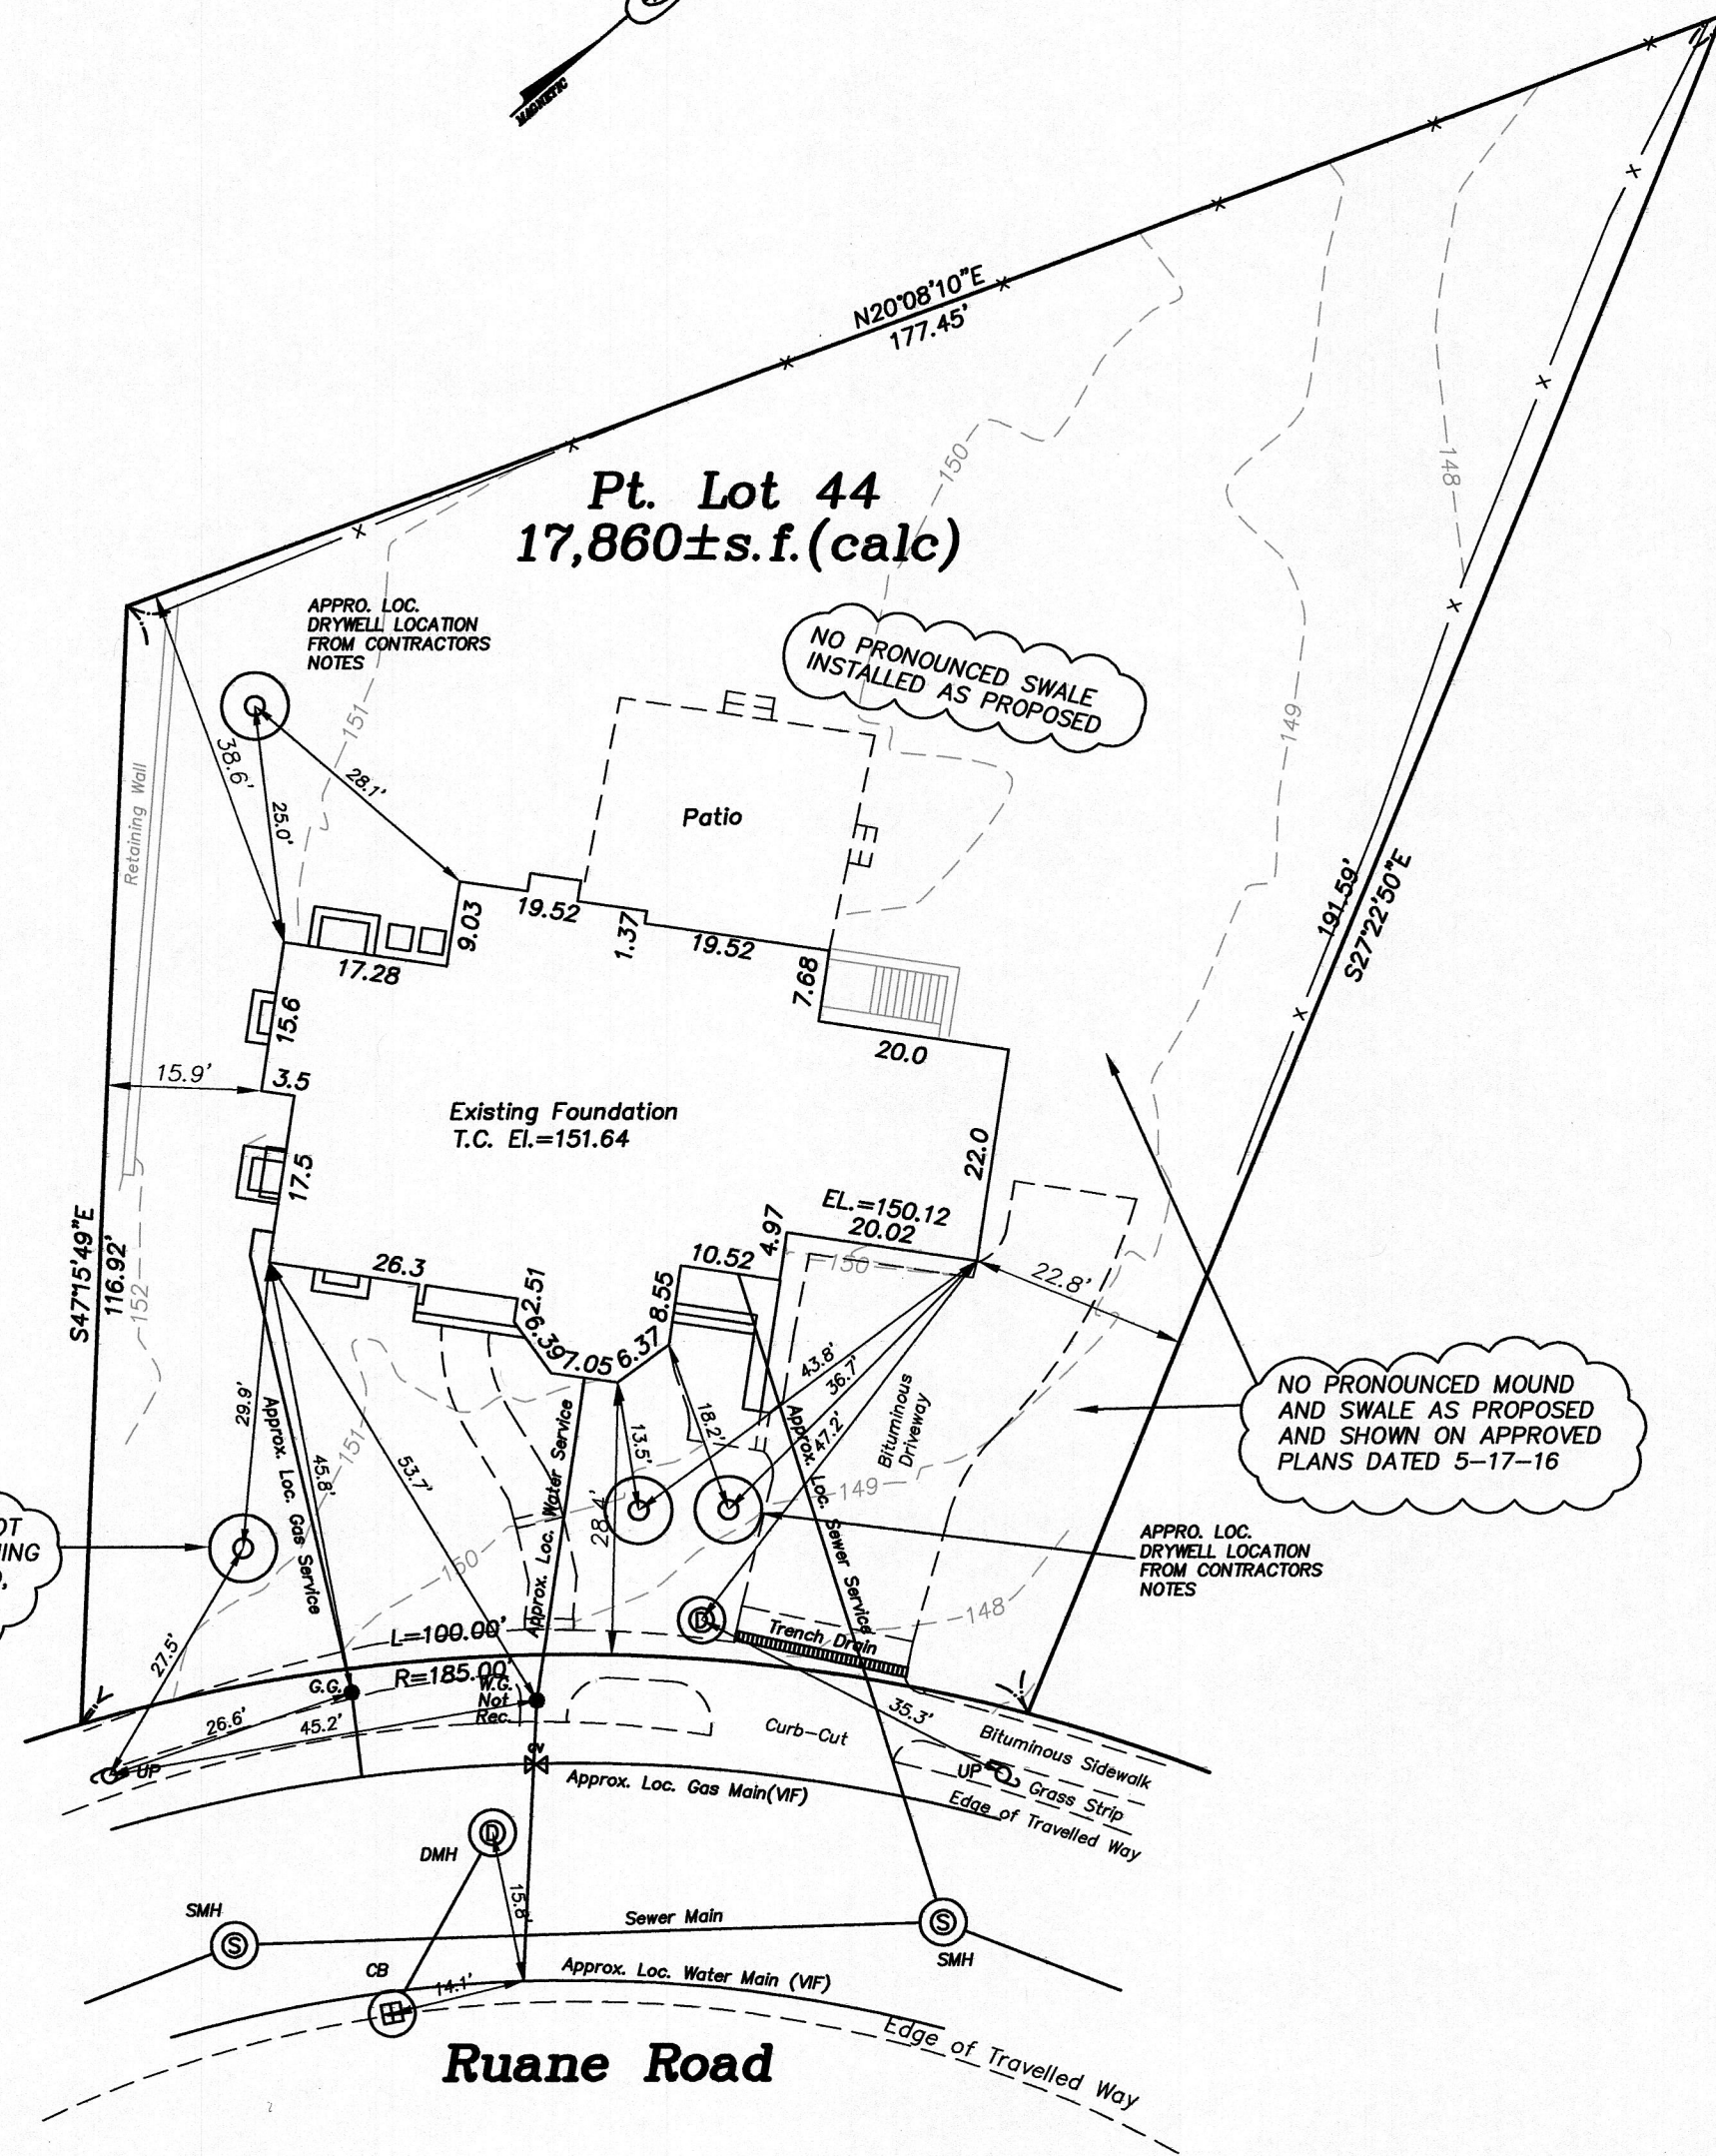 MAGNETIC
N20°08'10"E
177.45'
Pt. Lot 44
17,860±s.f.(calc)
150
148
APPRO. LOC.
DRYWELL LOCATION
FROM CONTRACTORS
NOTES
NO PRONOUNCED SWALE
INSTALLED AS PROPOSED
151
149
38.6'
25.0'
28.1'
Retaining Wall
Patio
191.59'
S27°22'50"E
19.52
9.03
1.37
19.52
17.28
7.68
15.6
20.0
15.9'
3.5
Existing Foundation
T.C. El.=151.64
22.0
17.5
S47°15'49"E
116.92'
152
EL.=150.12
20.02
4.97
10.52
150
26.3
22.8'
2.51
8.55
6.39
7.05
6.37
43.8'
36.7'
47.2'
29.9'
Approx. Loc. Gas Service
45.8'
151
53.7'
Approx. Loc. Water Service
13.5'
18.2'
28.4'
Approx. Loc. Sewer Service
Bituminous
Driveway
149
NO PRONOUNCED MOUND
AND SWALE AS PROPOSED
AND SHOWN ON APPROVED
PLANS DATED 5-17-16
APPRO. LOC.
DRYWELL LOCATION
FROM CONTRACTORS
NOTES
150
148
D
Trench Drain
L=100.00'
R=185.00'
27.5'
G.G.
W.G.
Not
Rec.
26.6'
45.2'
UP
Curb-Cut
35.3'
Bituminous Sidewalk
UP
Grass Strip
Edge of Travelled Way
Approx. Loc. Gas Main(VIF)
D
DMH
15.8'
SMH
S
Sewer Main
S
SMH
CB
14.1'
Approx. Loc. Water Main (VIF)
Edge of Travelled Way
Ruane Road